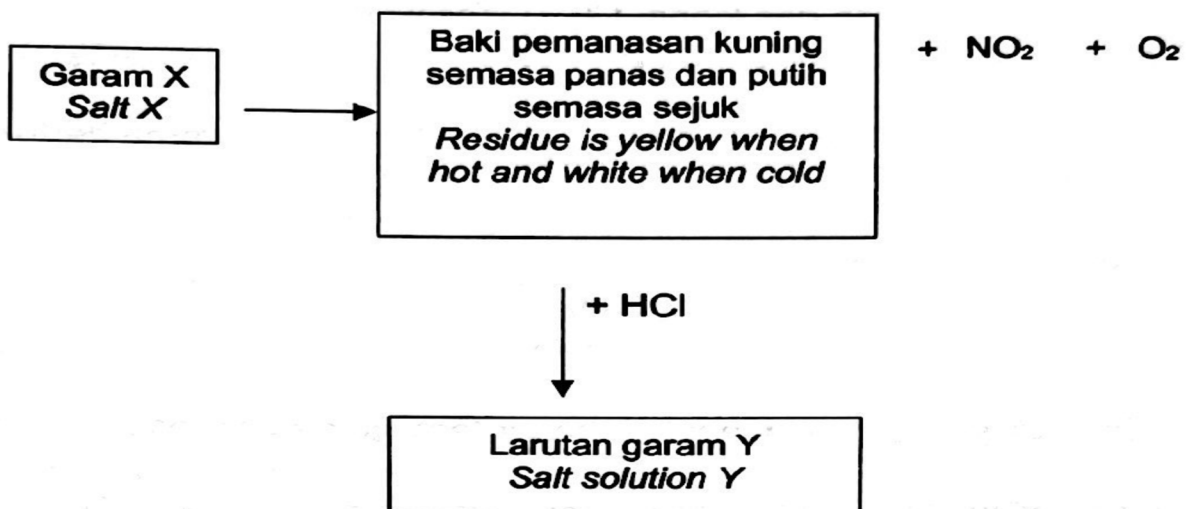 Garam X
Salt X
Baki pemanasan kuning
semasa panas dan putih
semasa sejuk
Residue is yellow when
hot and white when cold
+ NO₂ + O₂
+ HCl
Larutan garam Y
Salt solution Y